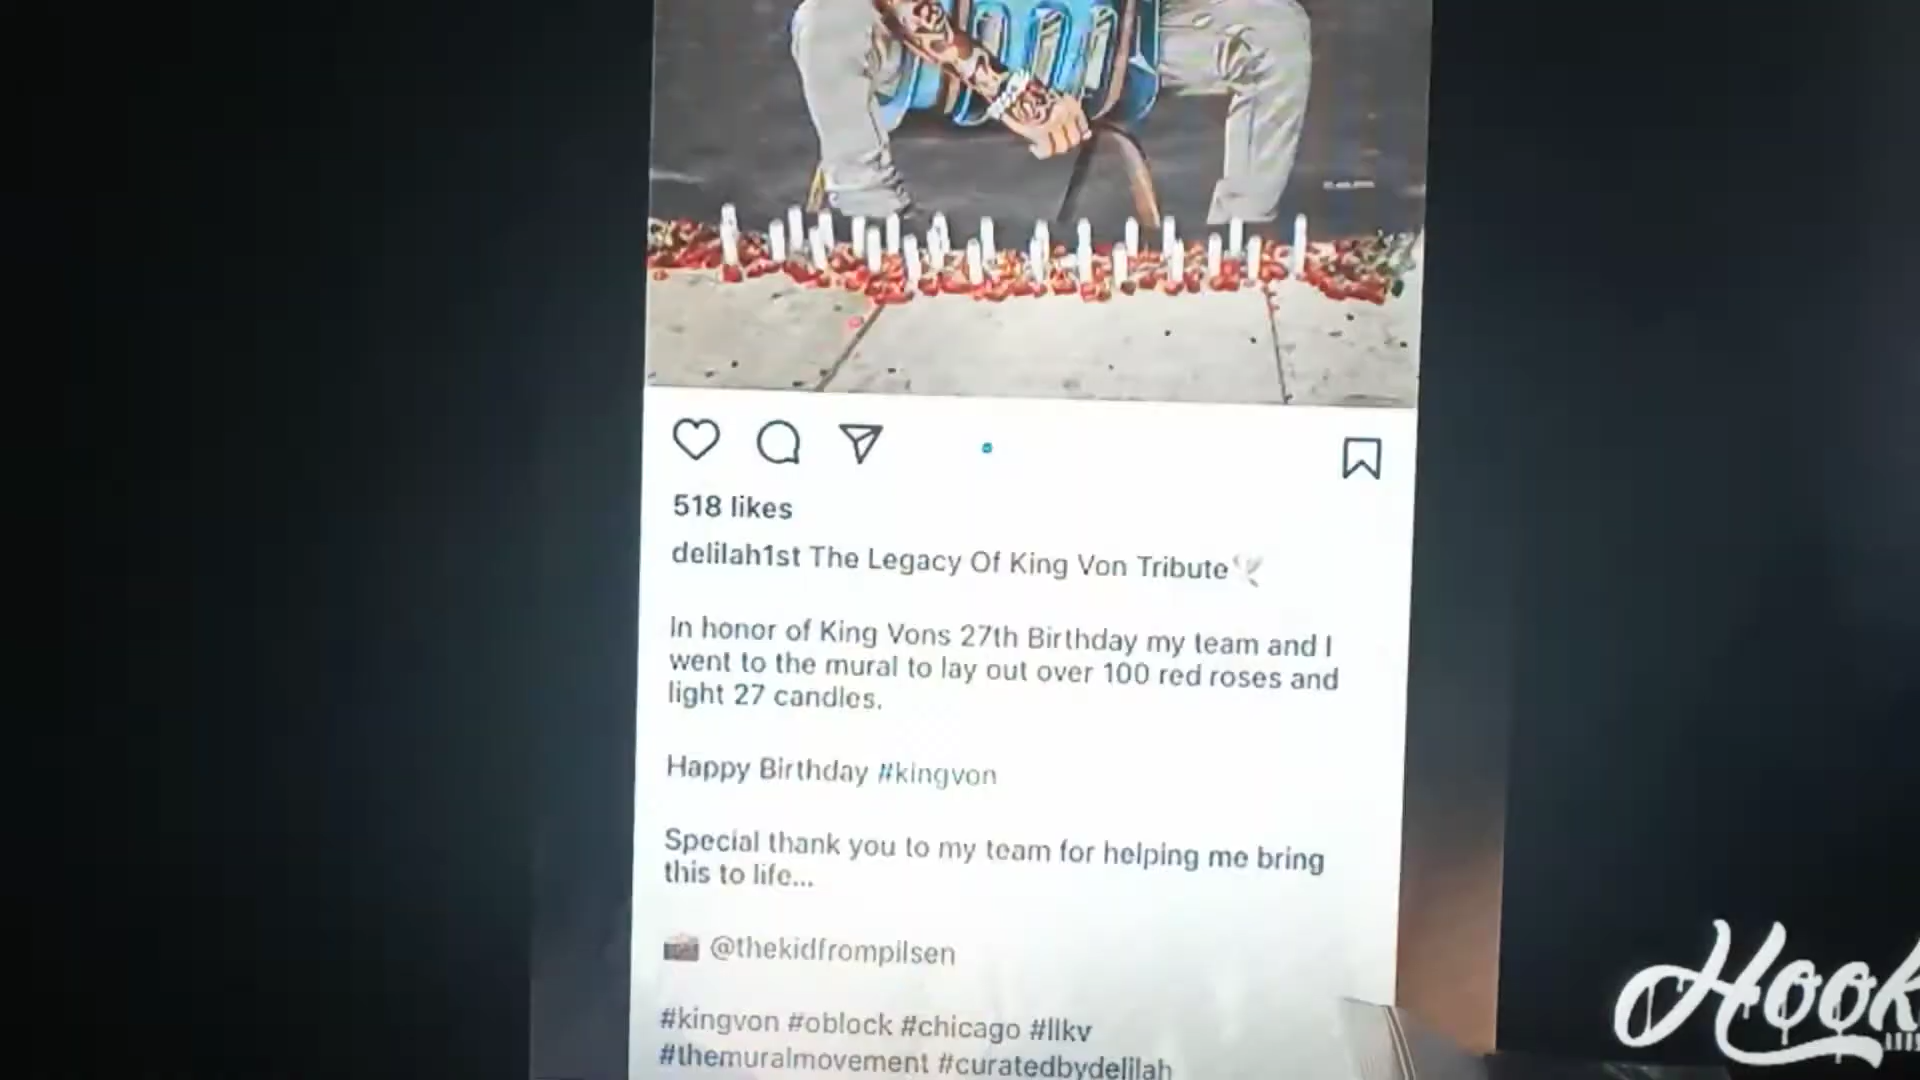 518 likes
delilah1st The Legacy Of King Von Tribute🕊
In honor of King Vons 27th Birthday my team and I
went to the mural to lay out over 100 red roses and
light 27 candles.
Happy Birthday #kingvon
Special thank you to my team for helping me bring
this to life...
📸 @thekidfrompilsen
#kingvon #oblock #chicago #llkv
#themuralmovement #curatedbydelilah
Hook